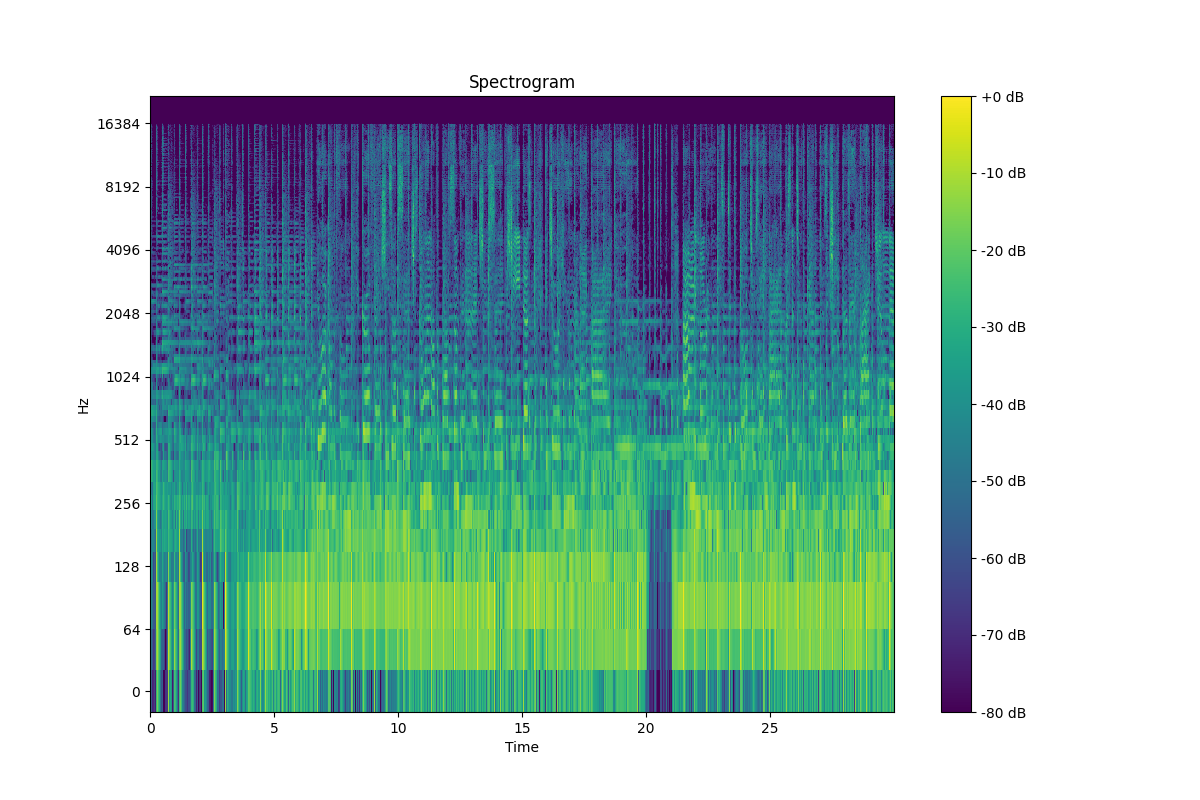 Spectrogram
16384
8192
4096
2048
1024
512
256
128
64
0
Hz
0 5 10 15 20 25
Time
+0 dB
-10 dB
-20 dB
-30 dB
-40 dB
-50 dB
-60 dB
-70 dB
-80 dB